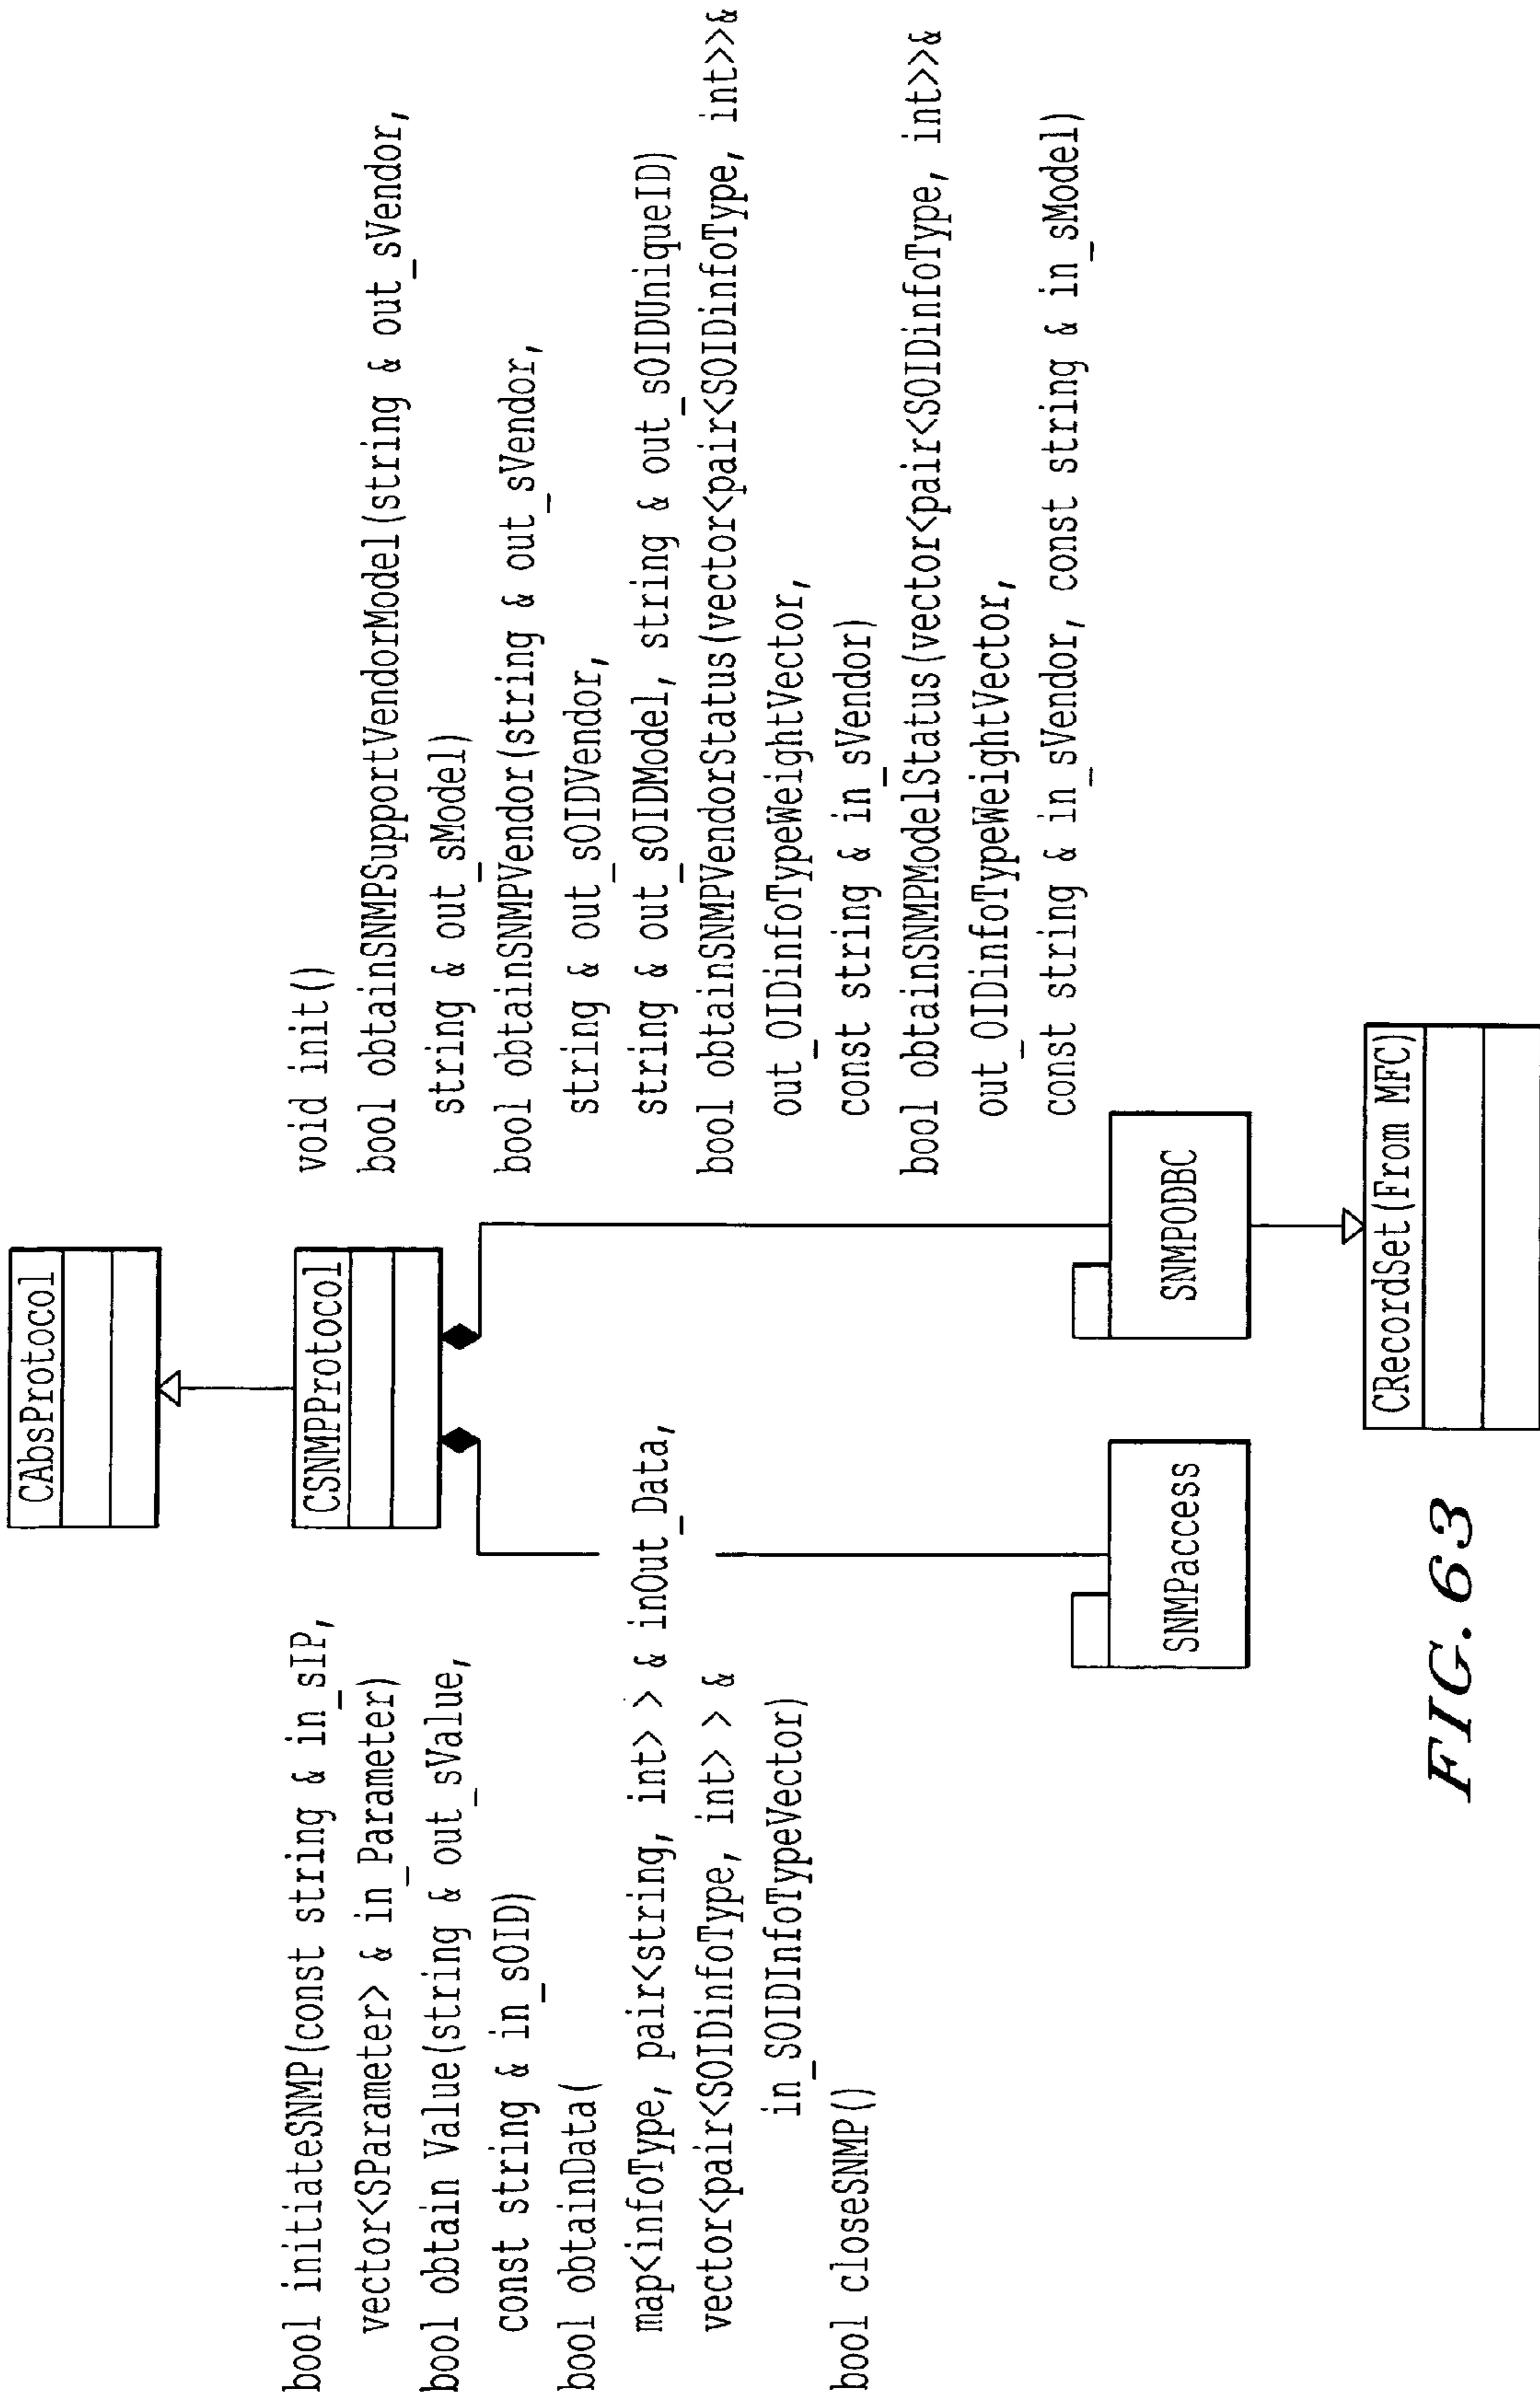 CAbsProtocol
CSNMPProtocol
bool initiateSNMP(const string & in_sIP,
vector<SParameter> & in_Parameter)
bool obtain Value(string & out_sValue,
const string & in_sOID)
bool obtainData(
map<infoType, pair<string, int> > & inOut_Data,
vector<pair<SOIDinfoType, int> > &
in_SOIDInfoTypeVector)
bool closeSNMP()
void init()
bool obtainSNMPSupportVendorModel(string & out_sVendor,
string & out_sModel)
bool obtainSNMPVendor(string & out_sVendor,
string & out_sOIDVendor,
string & out_sOIDModel, string & out_sOIDUniqueID)
bool obtainSNMPVendorStatus(vector<pair<SOIDinfoType, int>>&
out_OIDinfoTypeWeightVector,
const string & in_sVendor)
bool obtainSNMPModelStatus(vector<pair<SOIDinfoType, int>>&
out_OIDinfoTypeWeightVector,
const string & in_sVendor, const string & in_sModel)
SNMPaccess
SNMPODBC
CRecordSet(From MFC)
FIG. 63